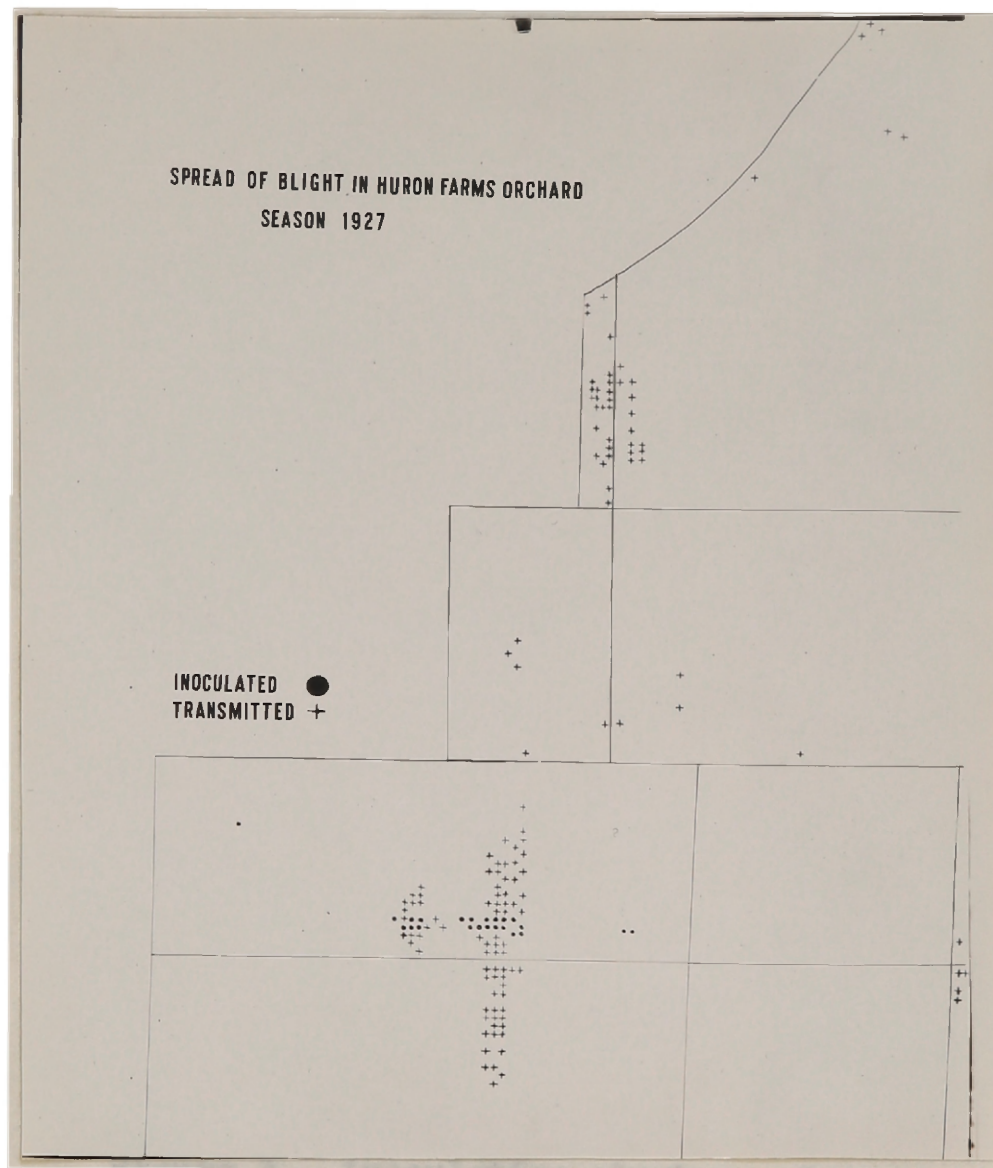 SPREAD OF BLIGHT IN HURON FARMS ORCHARD
SEASON 1927
INOCULATED
TRANSMITTED